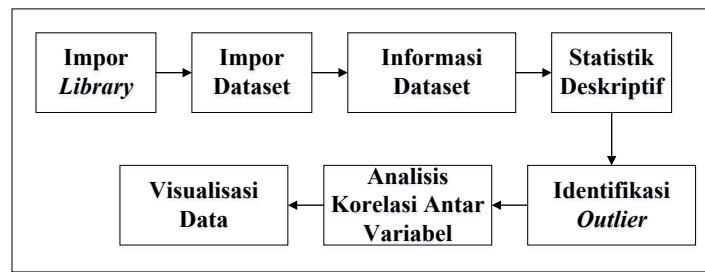 Impor
Library
Impor
Dataset
Informasi
Dataset
Statistik
Deskriptif
Identifikasi
Outlier
Analisis
Korelasi Antar
Variabel
Visualisasi
Data